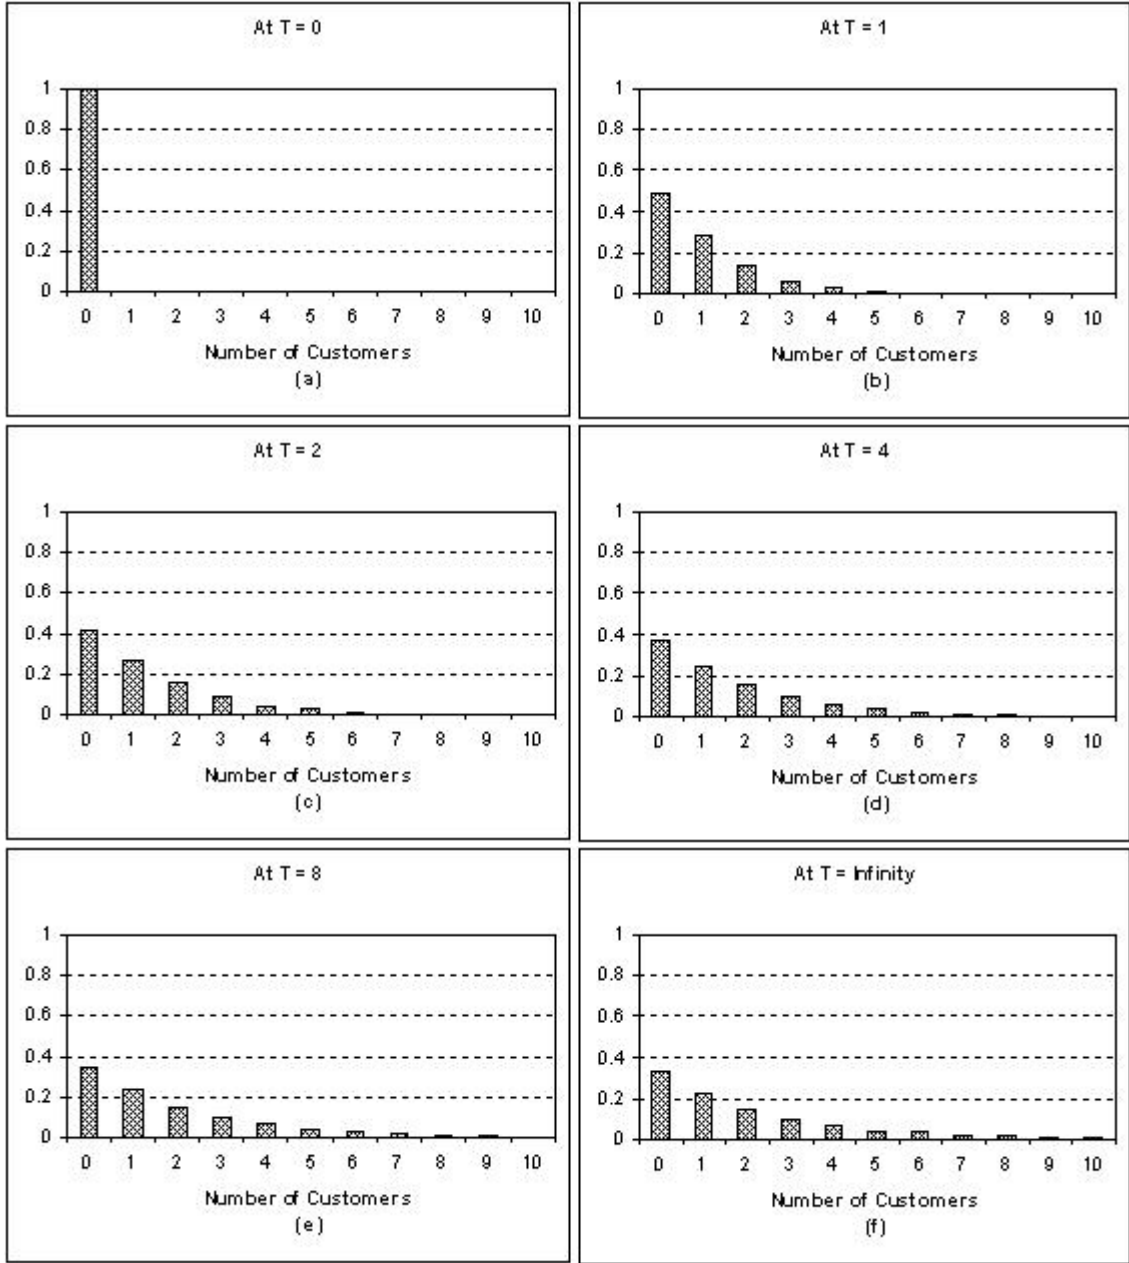 At T = 0
1
0.8
0.6
0.4
0.2
0
0 1 2 3 4 5 6 7 8 9 10
Number of Customers
(a)
At T = 1
1
0.8
0.6
0.4
0.2
0
0 1 2 3 4 5 6 7 8 9 10
Number of Customers
(b)
At T = 2
1
0.8
0.6
0.4
0.2
0
0 1 2 3 4 5 6 7 8 9 10
Number of Customers
(c)
At T = 4
1
0.8
0.6
0.4
0.2
0
0 1 2 3 4 5 6 7 8 9 10
Number of Customers
(d)
At T = 8
1
0.8
0.6
0.4
0.2
0
0 1 2 3 4 5 6 7 8 9 10
Number of Customers
(e)
At T = Infinity
1
0.8
0.6
0.4
0.2
0
0 1 2 3 4 5 6 7 8 9 10
Number of Customers
(f)